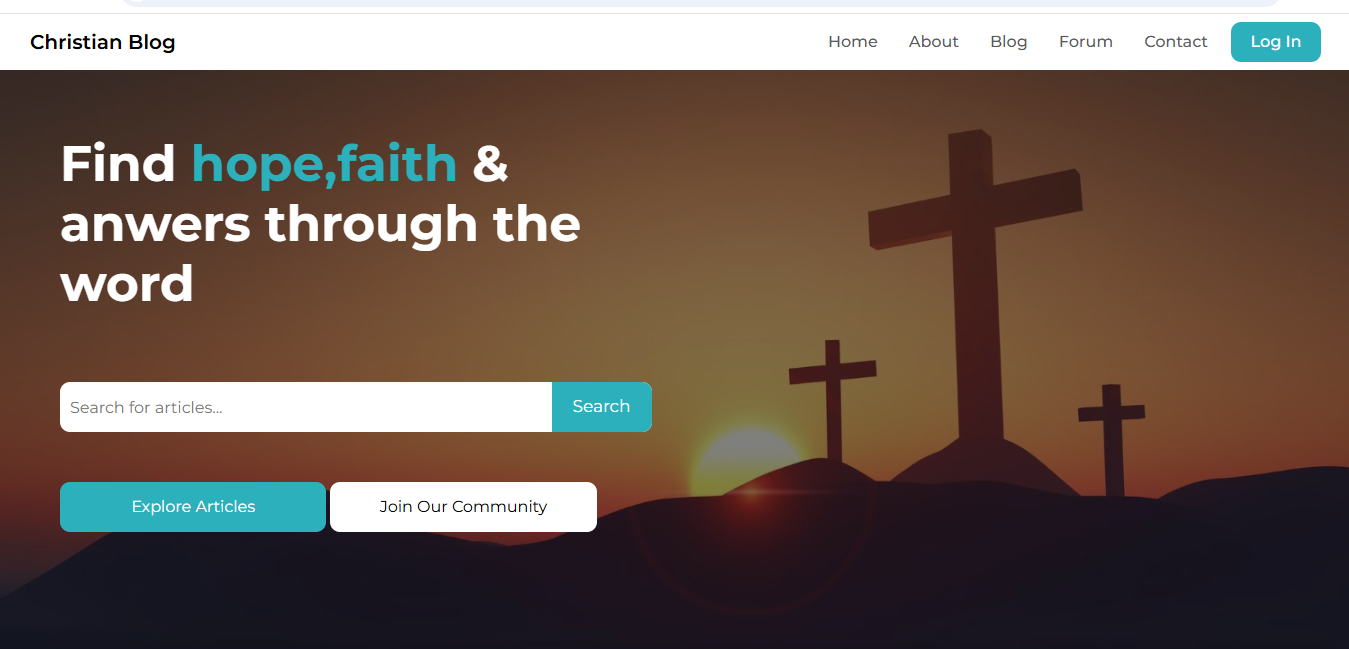 Christian Blog
Home About Blog Forum Contact Log In
Find hope,faith &
anwers through the
word
Search for articles...
Search
Explore Articles
Join Our Community